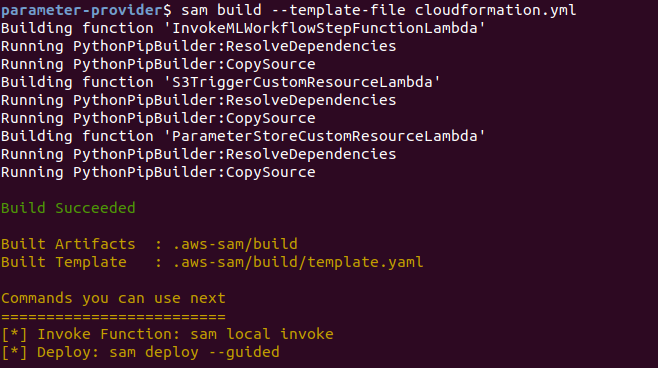 parameter-provider$ sam build --template-file cloudformation.yml
Building function 'InvokeMLWorkflowStepFunctionLambda'
Running PythonPipBuilder:ResolveDependencies
Running PythonPipBuilder:CopySource
Building function 'S3TriggerCustomResourceLambda'
Running PythonPipBuilder:ResolveDependencies
Running PythonPipBuilder:CopySource
Building function 'ParameterStoreCustomResourceLambda'
Running PythonPipBuilder:ResolveDependencies
Running PythonPipBuilder:CopySource

Build Succeeded

Built Artifacts  : .aws-sam/build
Built Template   : .aws-sam/build/template.yaml

Commands you can use next
=========================
[*] Invoke Function: sam local invoke
[*] Deploy: sam deploy --guided